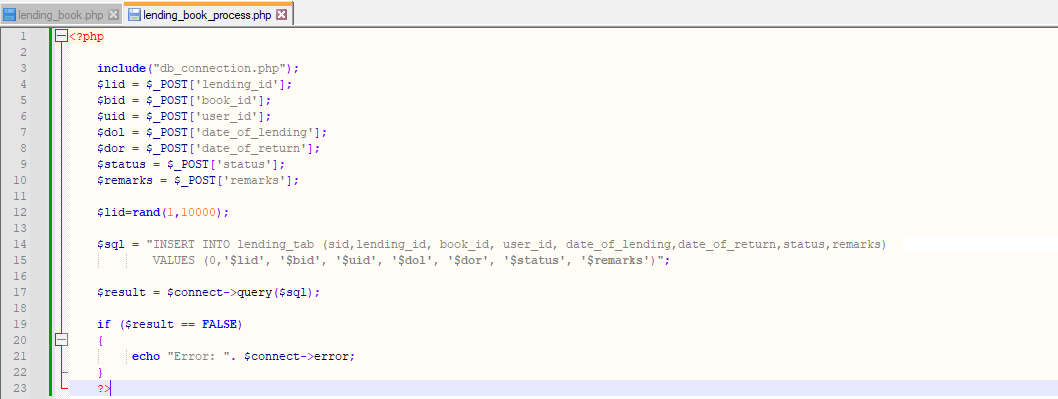 lending_book.php lending_book_process.php
1 <?php
2
3 include("db_connection.php");
4 $lid = $_POST['lending_id'];
5 $bid = $_POST['book_id'];
6 $uid = $_POST['user_id'];
7 $dol = $_POST['date_of_lending'];
8 $dor = $_POST['date_of_return'];
9 $status = $_POST['status'];
10 $remarks = $_POST['remarks'];
11
12 $lid=rand(1,10000);
13
14 $sql = "INSERT INTO lending_tab (sid,lending_id, book_id, user_id, date_of_lending,date_of_return,status,remarks)
15 VALUES (0,'$lid', '$bid', '$uid', '$dol', '$dor', '$status', '$remarks')";
16
17 $result = $connect->query($sql);
18
19 if ($result == FALSE)
20 {
21 echo "Error: ". $connect->error;
22 }
23 ?>